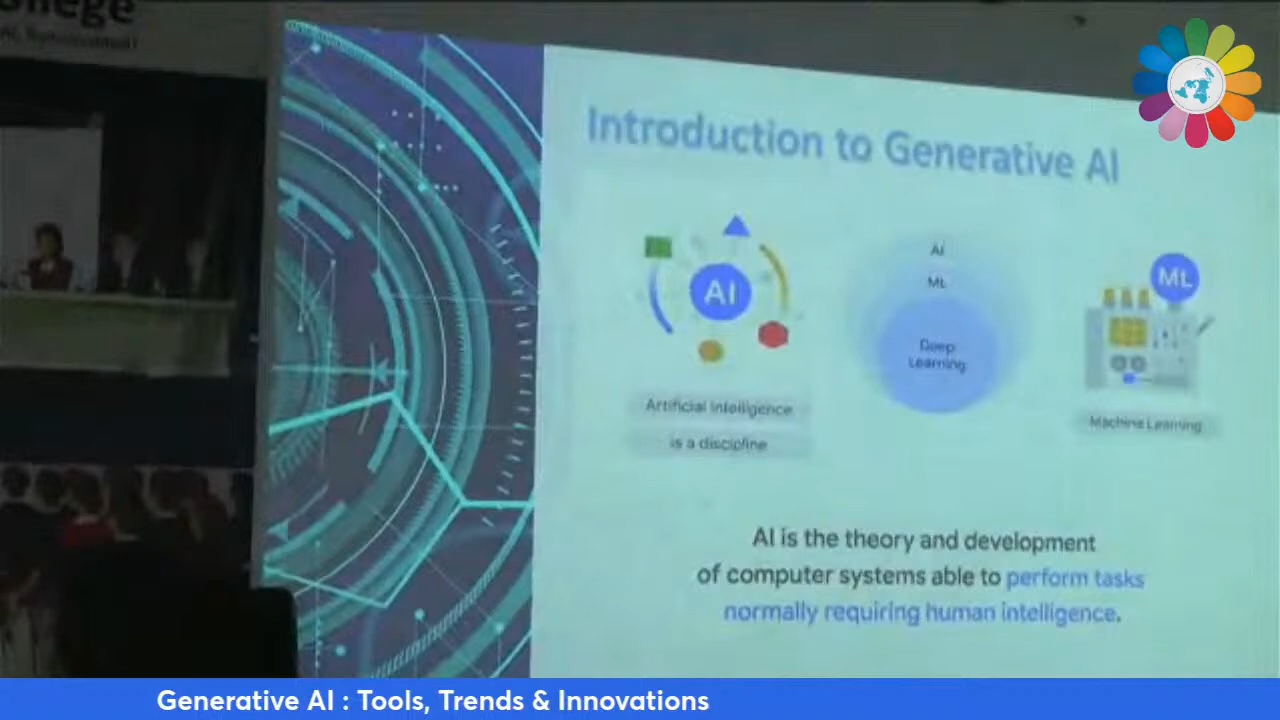 Introduction to Generative AI
AI
AI
ML
Deep
Learning
ML
Artificial Intelligence
is a discipline
Machine Learning
AI is the theory and development
of computer systems able to perform tasks
normally requiring human intelligence.
Generative AI : Tools, Trends & Innovations